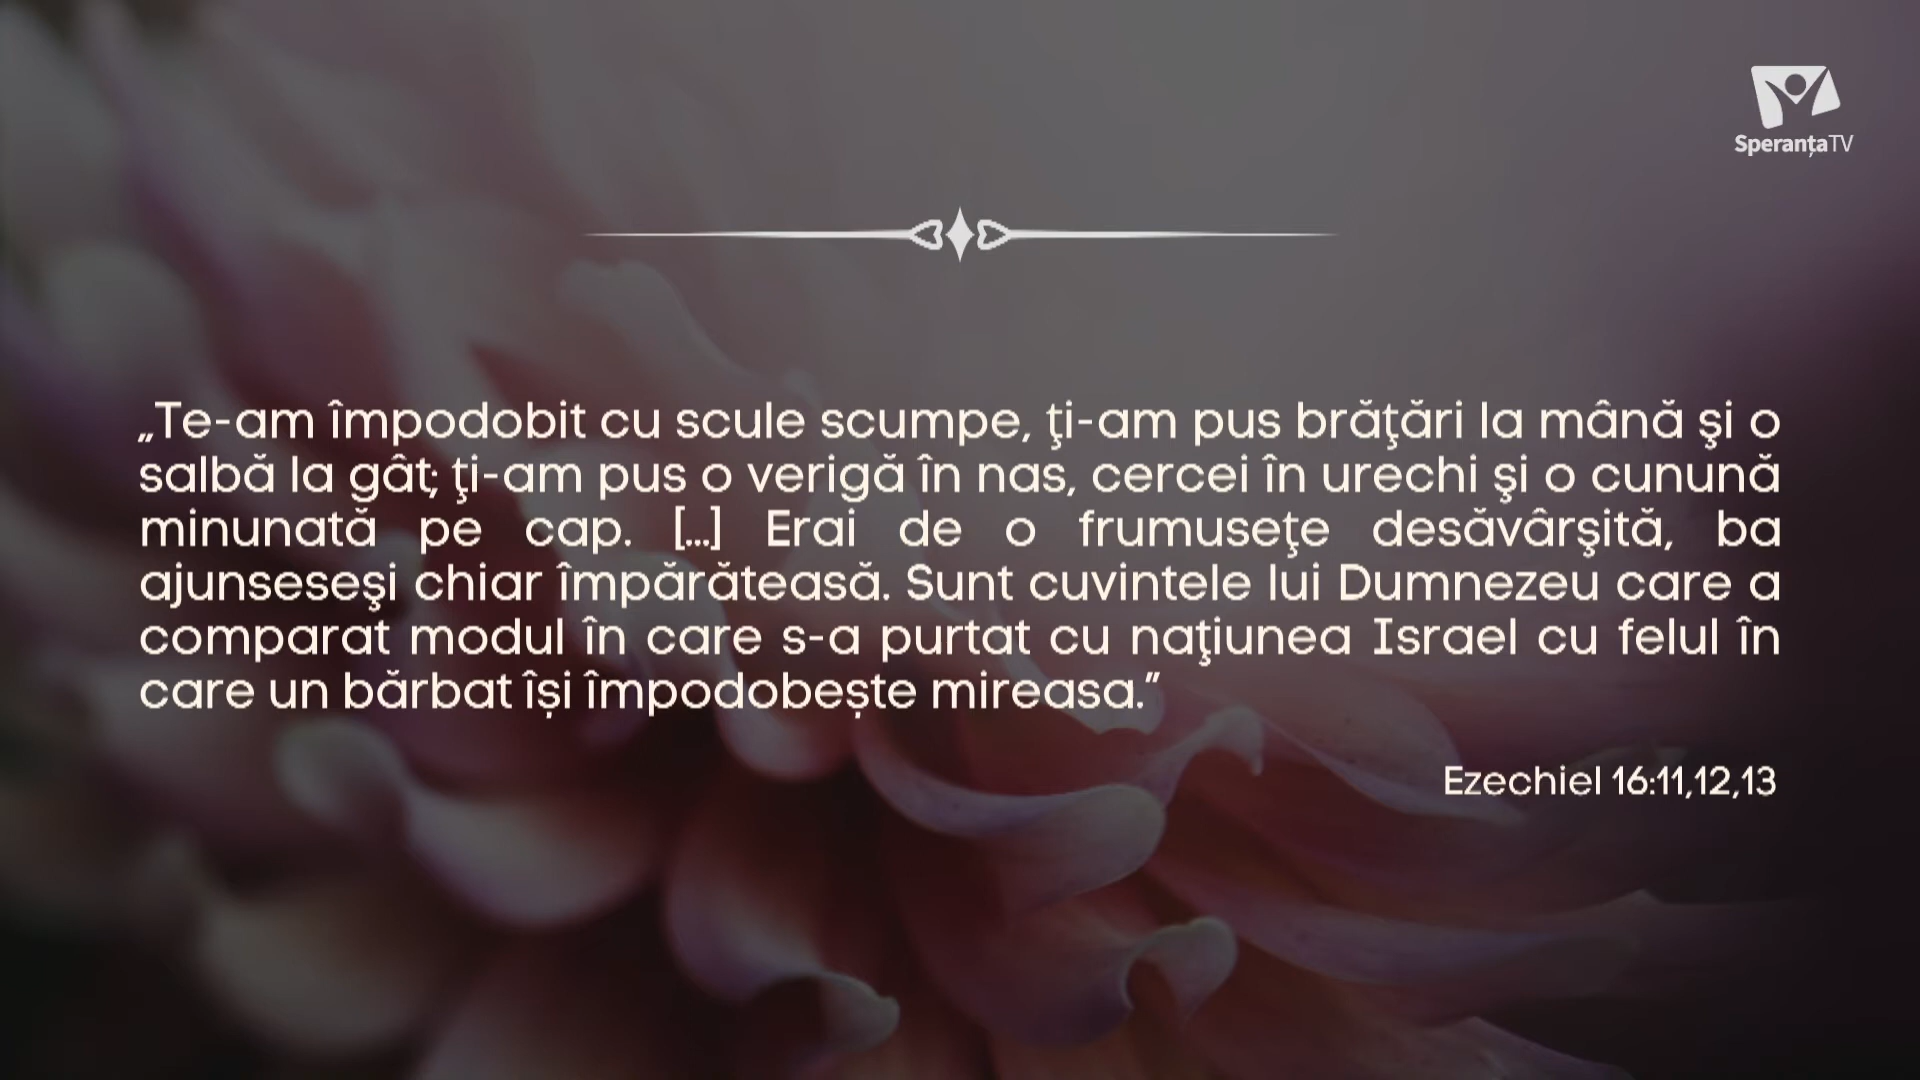 SperanțaTV
„Te-am împodobit cu scule scumpe, ţi-am pus brăţări la mână şi o
salbă la gât; ţi-am pus o verigă în nas, cercei în urechi şi o cunună
minunată pe cap. [...] Erai de o frumuseţe desăvârşită, ba
ajunseseşi chiar împărăteasă. Sunt cuvintele lui Dumnezeu care a
comparat modul în care s-a purtat cu naţiunea Israel cu felul în
care un bărbat își împodobește mireasa.”
Ezechiel 16:11,12,13